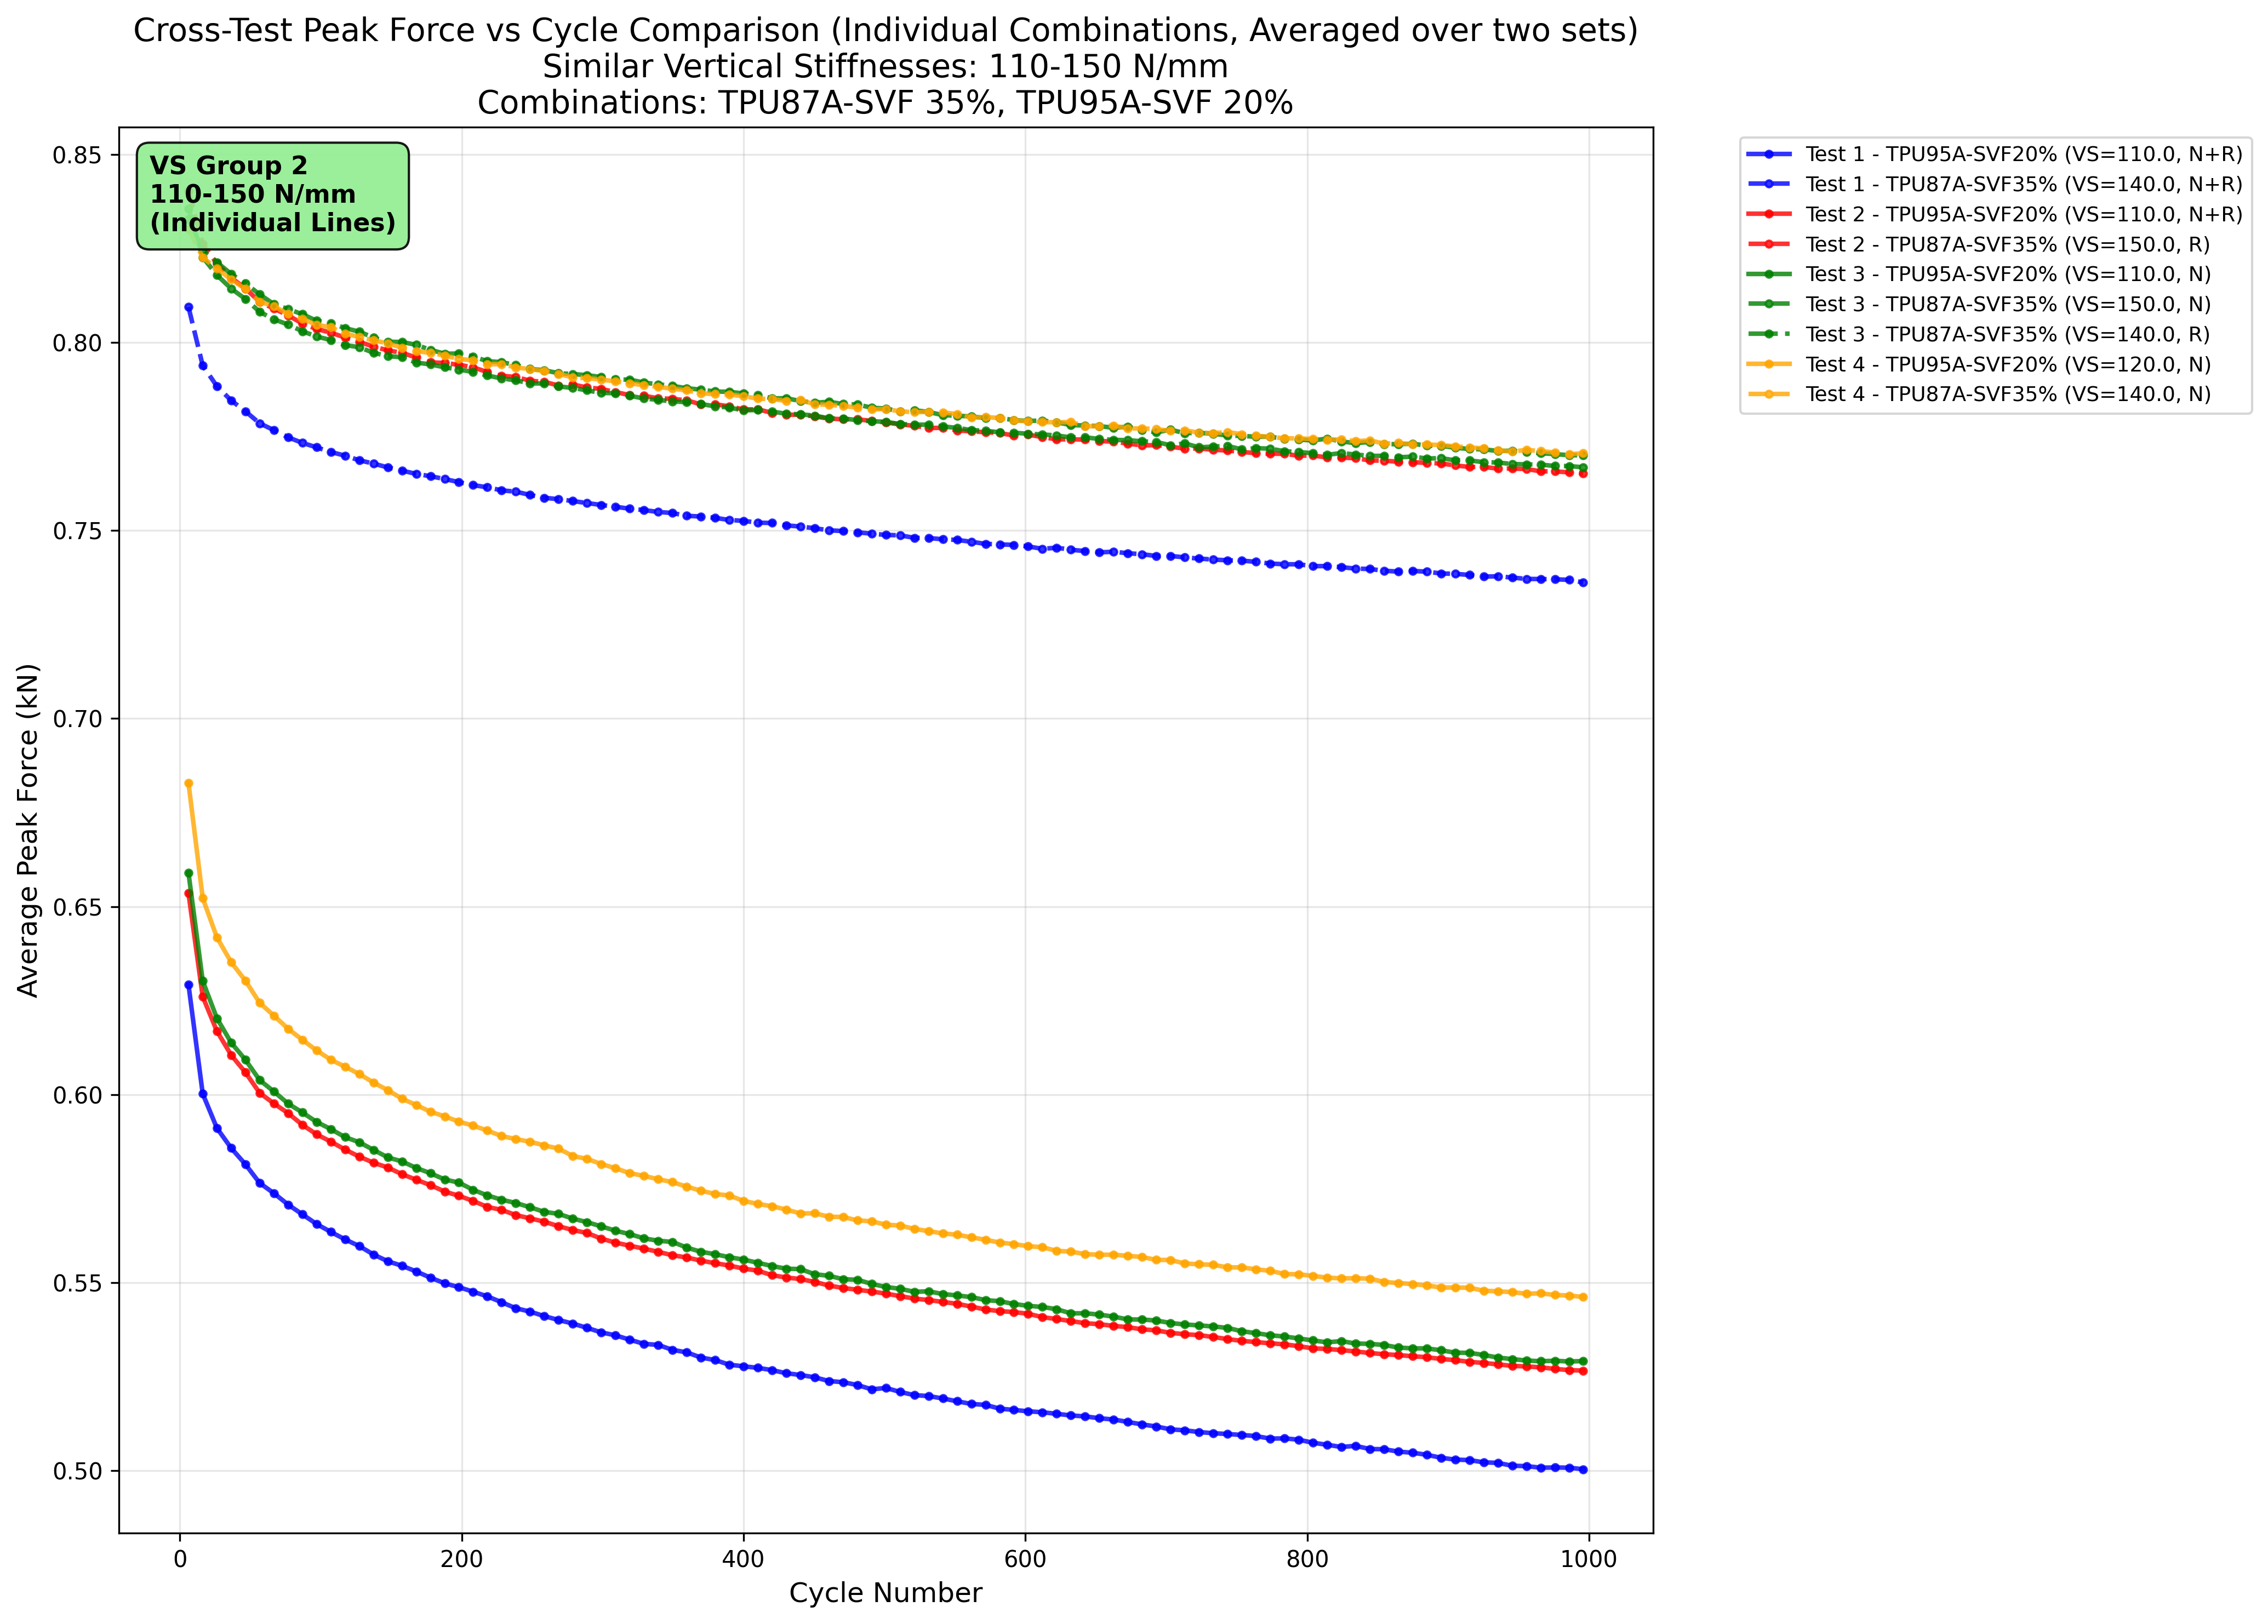 Cross-Test Peak Force vs Cycle Comparison (Individual Combinations, Averaged over two sets)
Similar Vertical Stiffnesses: 110-150 N/mm
Combinations: TPU87A-SVF 35%, TPU95A-SVF 20%
VS Group 2
110-150 N/mm
(Individual Lines)
Test 1 - TPU95A-SVF20% (VS=110.0, N+R)
Test 1 - TPU87A-SVF35% (VS=140.0, N+R)
Test 2 - TPU95A-SVF20% (VS=110.0, N+R)
Test 2 - TPU87A-SVF35% (VS=150.0, R)
Test 3 - TPU95A-SVF20% (VS=110.0, N)
Test 3 - TPU87A-SVF35% (VS=150.0, N)
Test 3 - TPU87A-SVF35% (VS=140.0, R)
Test 4 - TPU95A-SVF20% (VS=120.0, N)
Test 4 - TPU87A-SVF35% (VS=140.0, N)
Average Peak Force (kN)
0.85
0.80
0.75
0.70
0.65
0.60
0.55
0.50
0
200
400
600
800
1000
Cycle Number